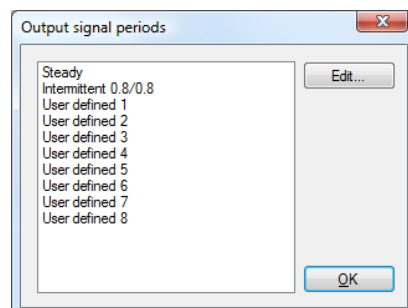 Output signal periods
Steady
Intermittent 0.8/0.8
User defined 1
User defined 2
User defined 3
User defined 4
User defined 5
User defined 6
User defined 7
User defined 8
Edit...
OK